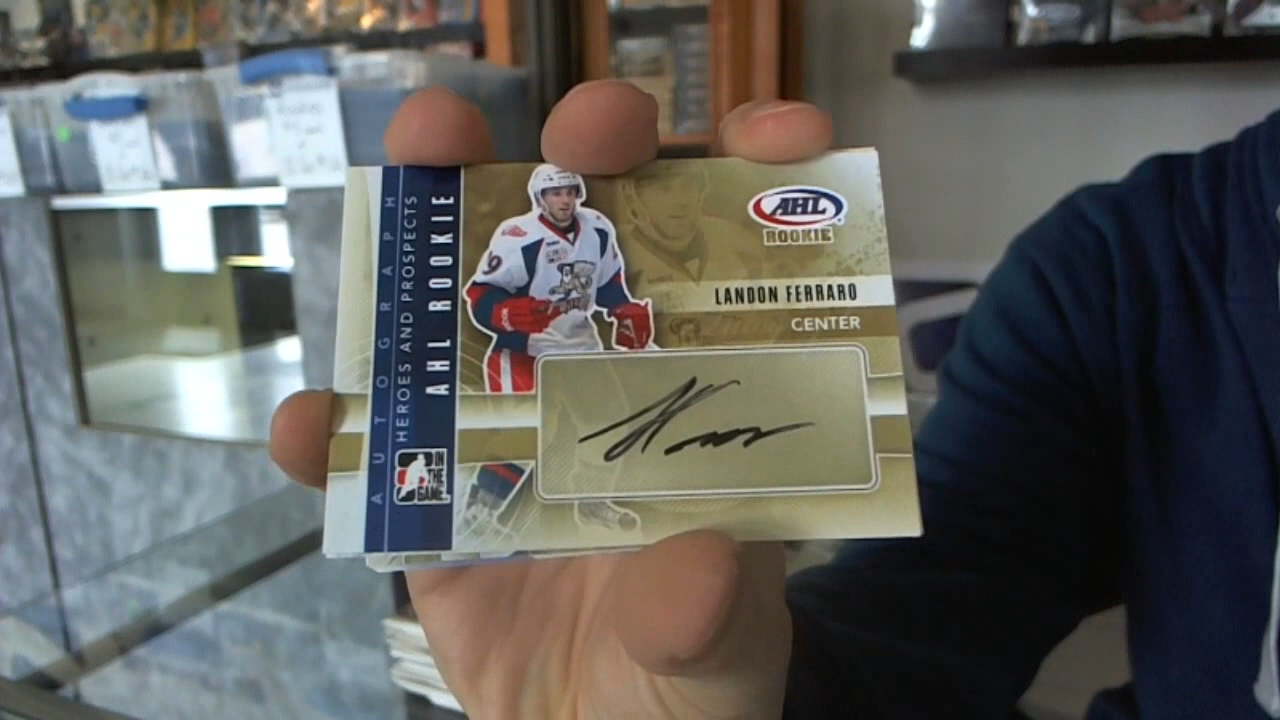 AUTOGRAPH
HEROES AND PROSPECTS
AHL ROOKIE
IN
THE
GAME
AHL
ROOKIE
LANDON FERRARO
CENTER